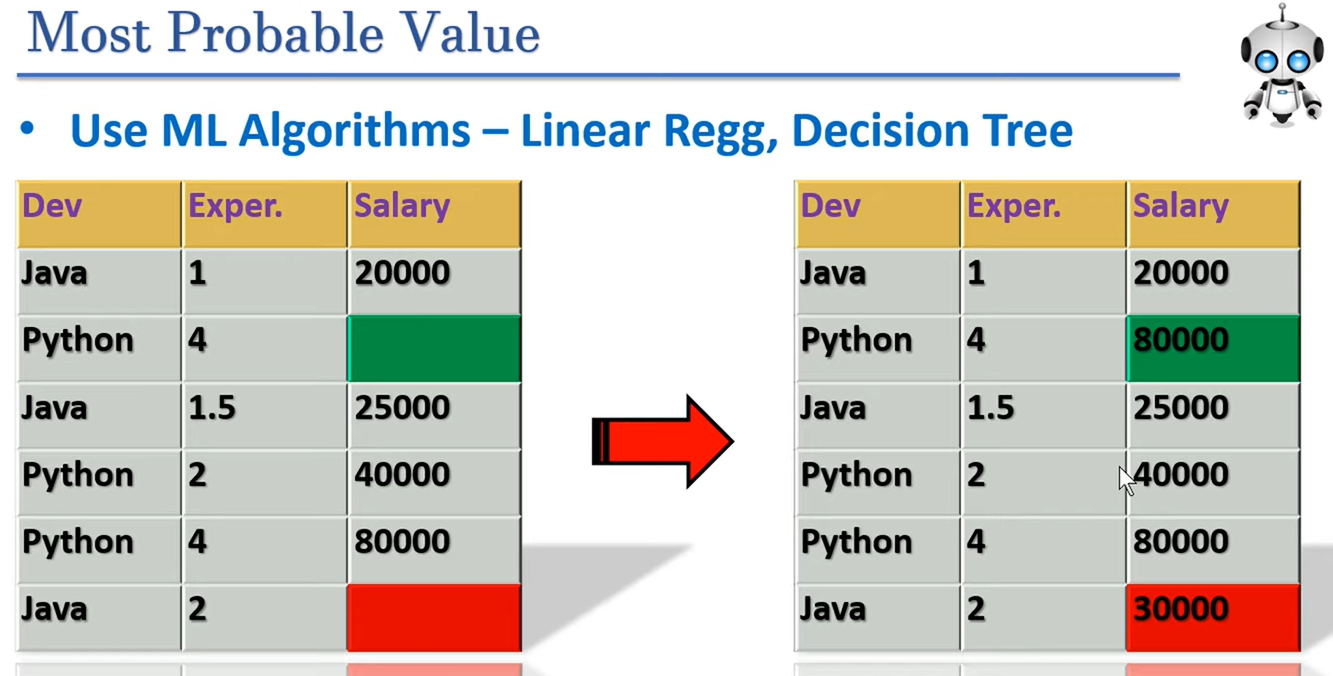 Most Probable Value
• Use ML Algorithms – Linear Regg, Decision Tree
Dev Exper. Salary
Java 1 20000
Python 4
Java 1.5 25000
Python 2 40000
Python 4 80000
Java 2
Dev Exper. Salary
Java 1 20000
Python 4 80000
Java 1.5 25000
Python 2 40000
Python 4 80000
Java 2 30000